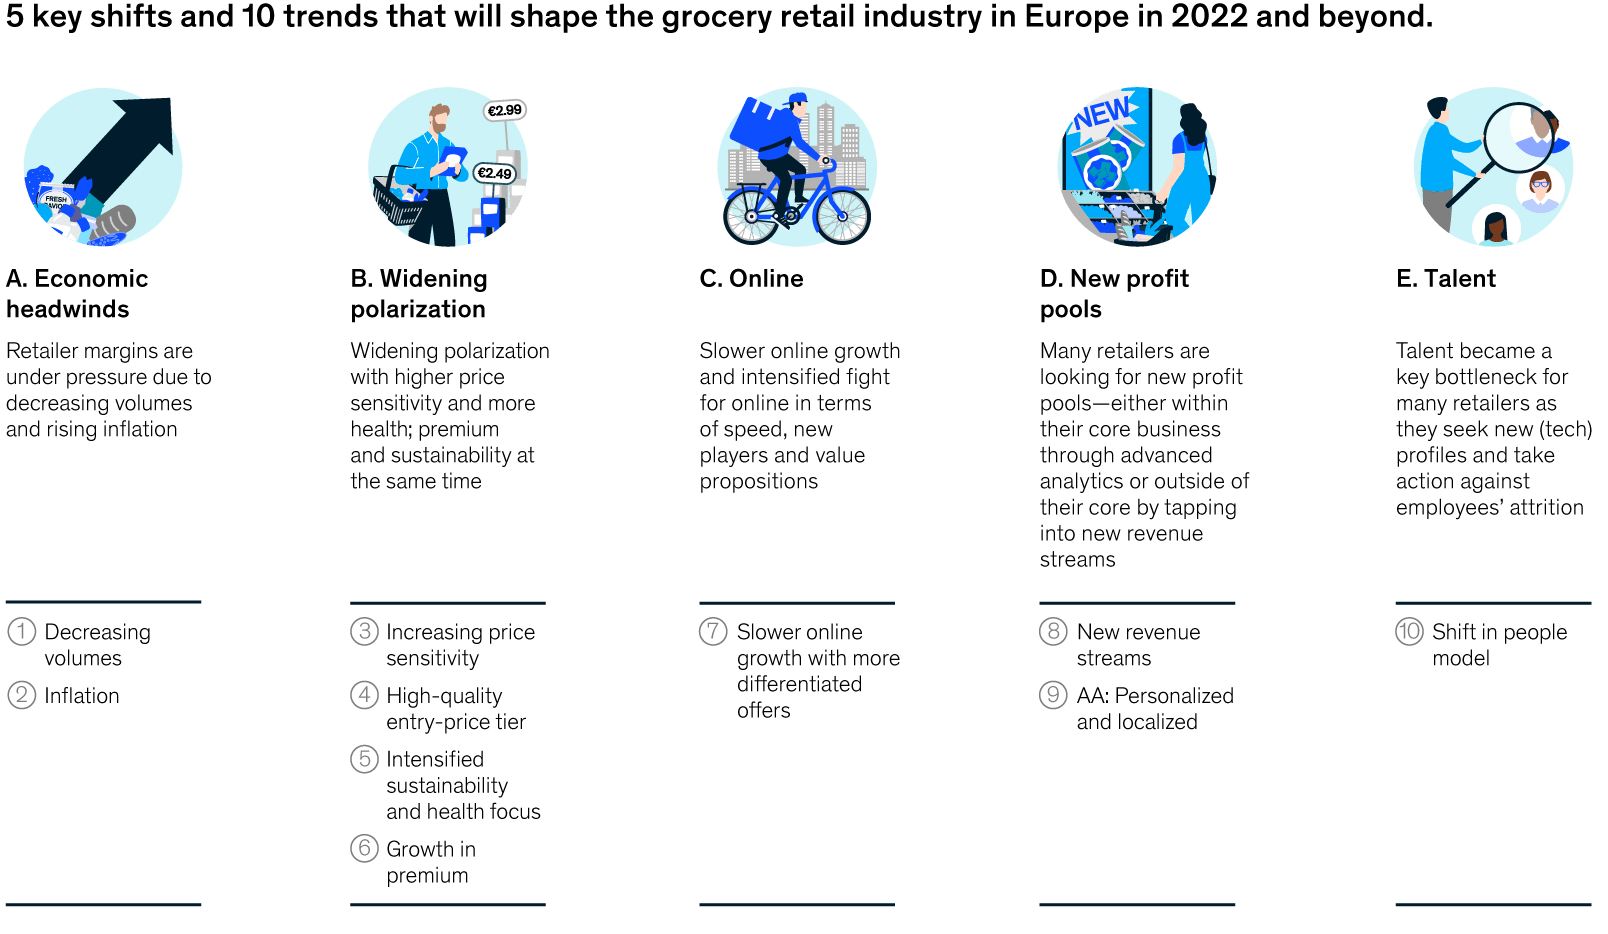 5 key shifts and 10 trends that will shape the grocery retail industry in Europe in 2022 and beyond.
FRESH
€2.99
€2.49
NEW
A. Economic
headwinds
Retailer margins are
under pressure due to
decreasing volumes
and rising inflation
1 Decreasing
volumes
2 Inflation
B. Widening
polarization
Widening polarization
with higher price
sensitivity and more
health; premium
and sustainability at
the same time
3 Increasing price
sensitivity
4 High-quality
entry-price tier
5 Intensified
sustainability
and health focus
6 Growth in
premium
C. Online
Slower online growth
and intensified fight
for online in terms
of speed, new
players and value
propositions
7 Slower online
growth with more
differentiated
offers
D. New profit
pools
Many retailers are
looking for new profit
pools—either within
their core business
through advanced
analytics or outside of
their core by tapping
into new revenue
streams
8 New revenue
streams
9 AA: Personalized
and localized
E. Talent
Talent became a
key bottleneck for
many retailers as
they seek new (tech)
profiles and take
action against
employees’ attrition
10 Shift in people
model